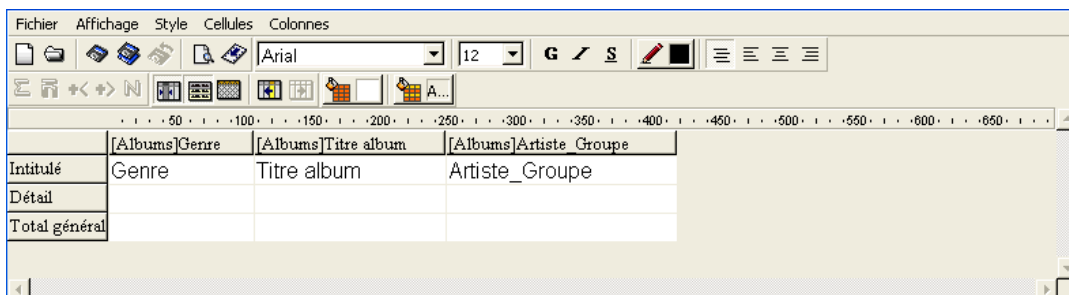 Fichier Affichage Style Cellules Colonnes
Arial 12 G I S
Σ N A...
50 100 150 200 250 300 350 400 450 500 550 600 650
[Albums]Genre [Albums]Titre album [Albums]Artiste_Groupe
Intitulé Genre Titre album Artiste_Groupe
Détail
Total général